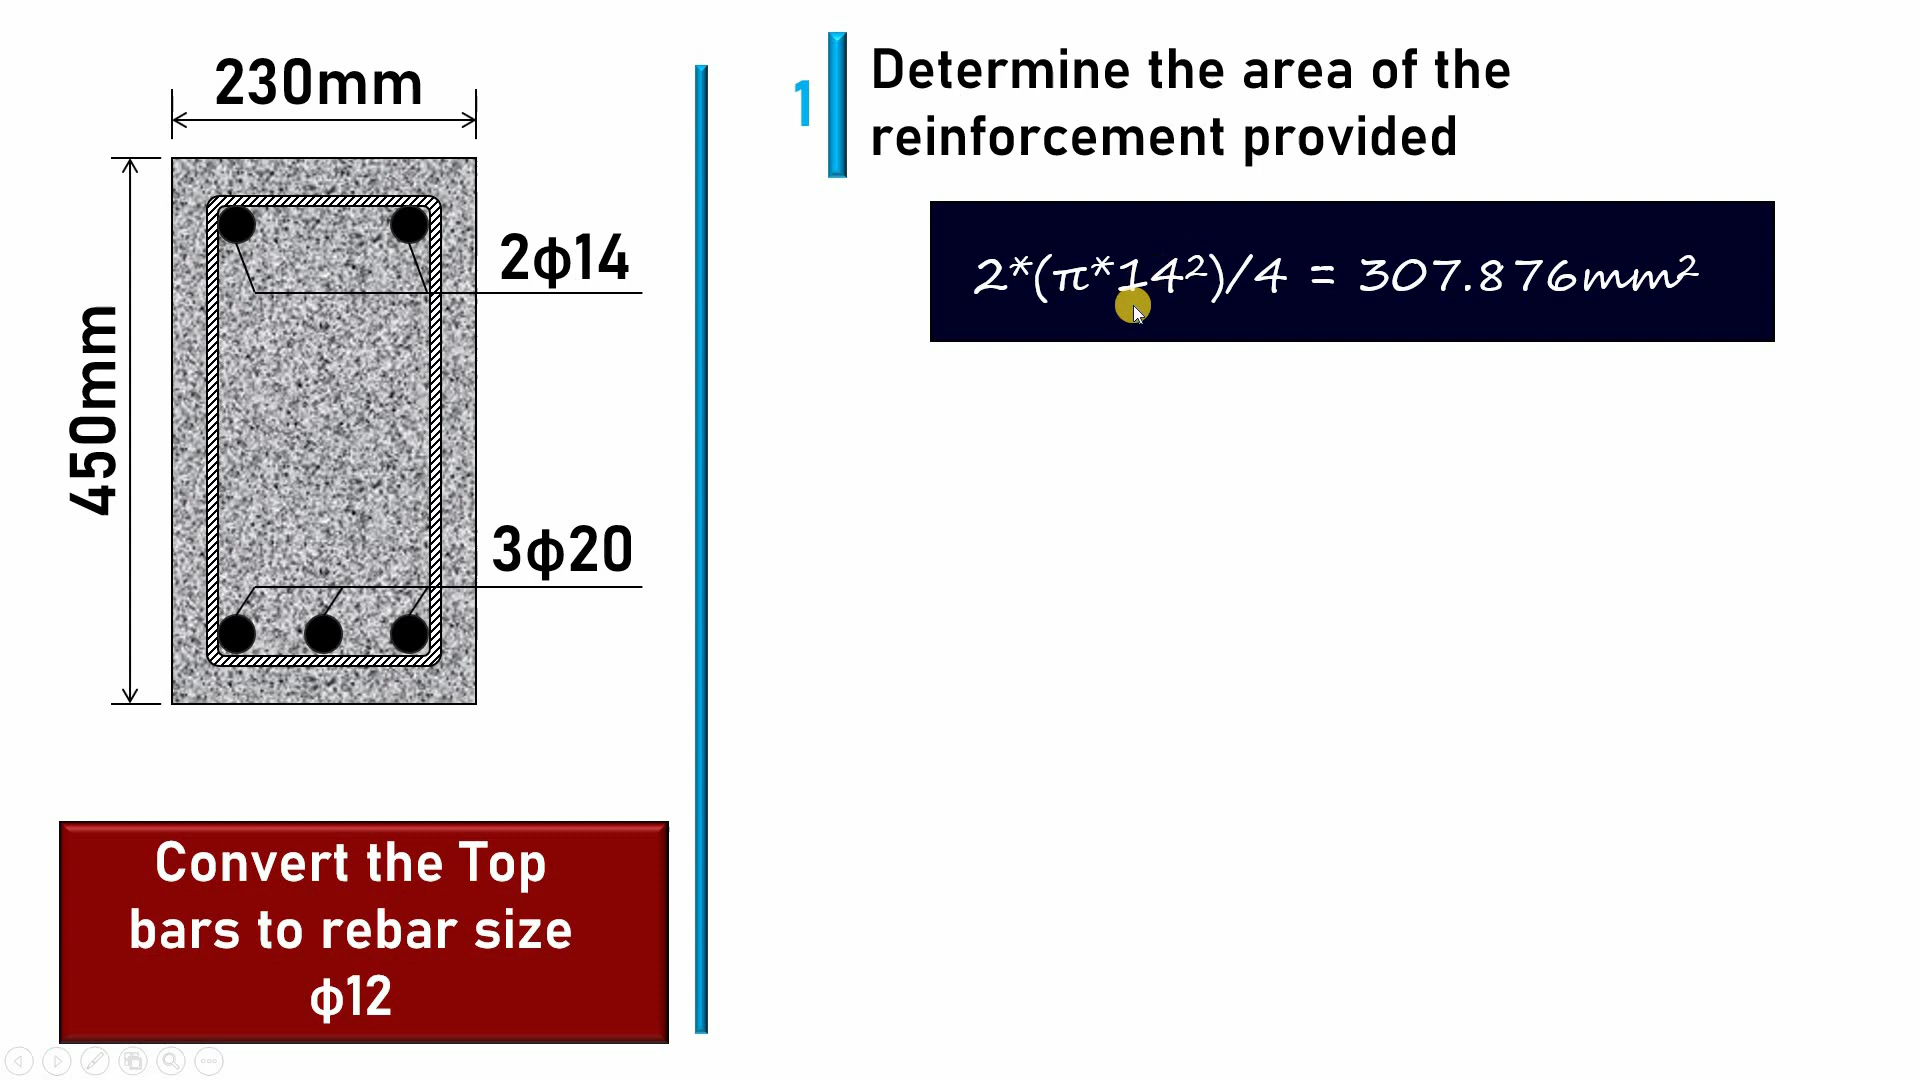 230mm
450mm
2ϕ14
3ϕ20
Convert the Top
bars to rebar size
ϕ12
1
Determine the area of the
reinforcement provided
2*(π*14²)/4 = 307.876mm²